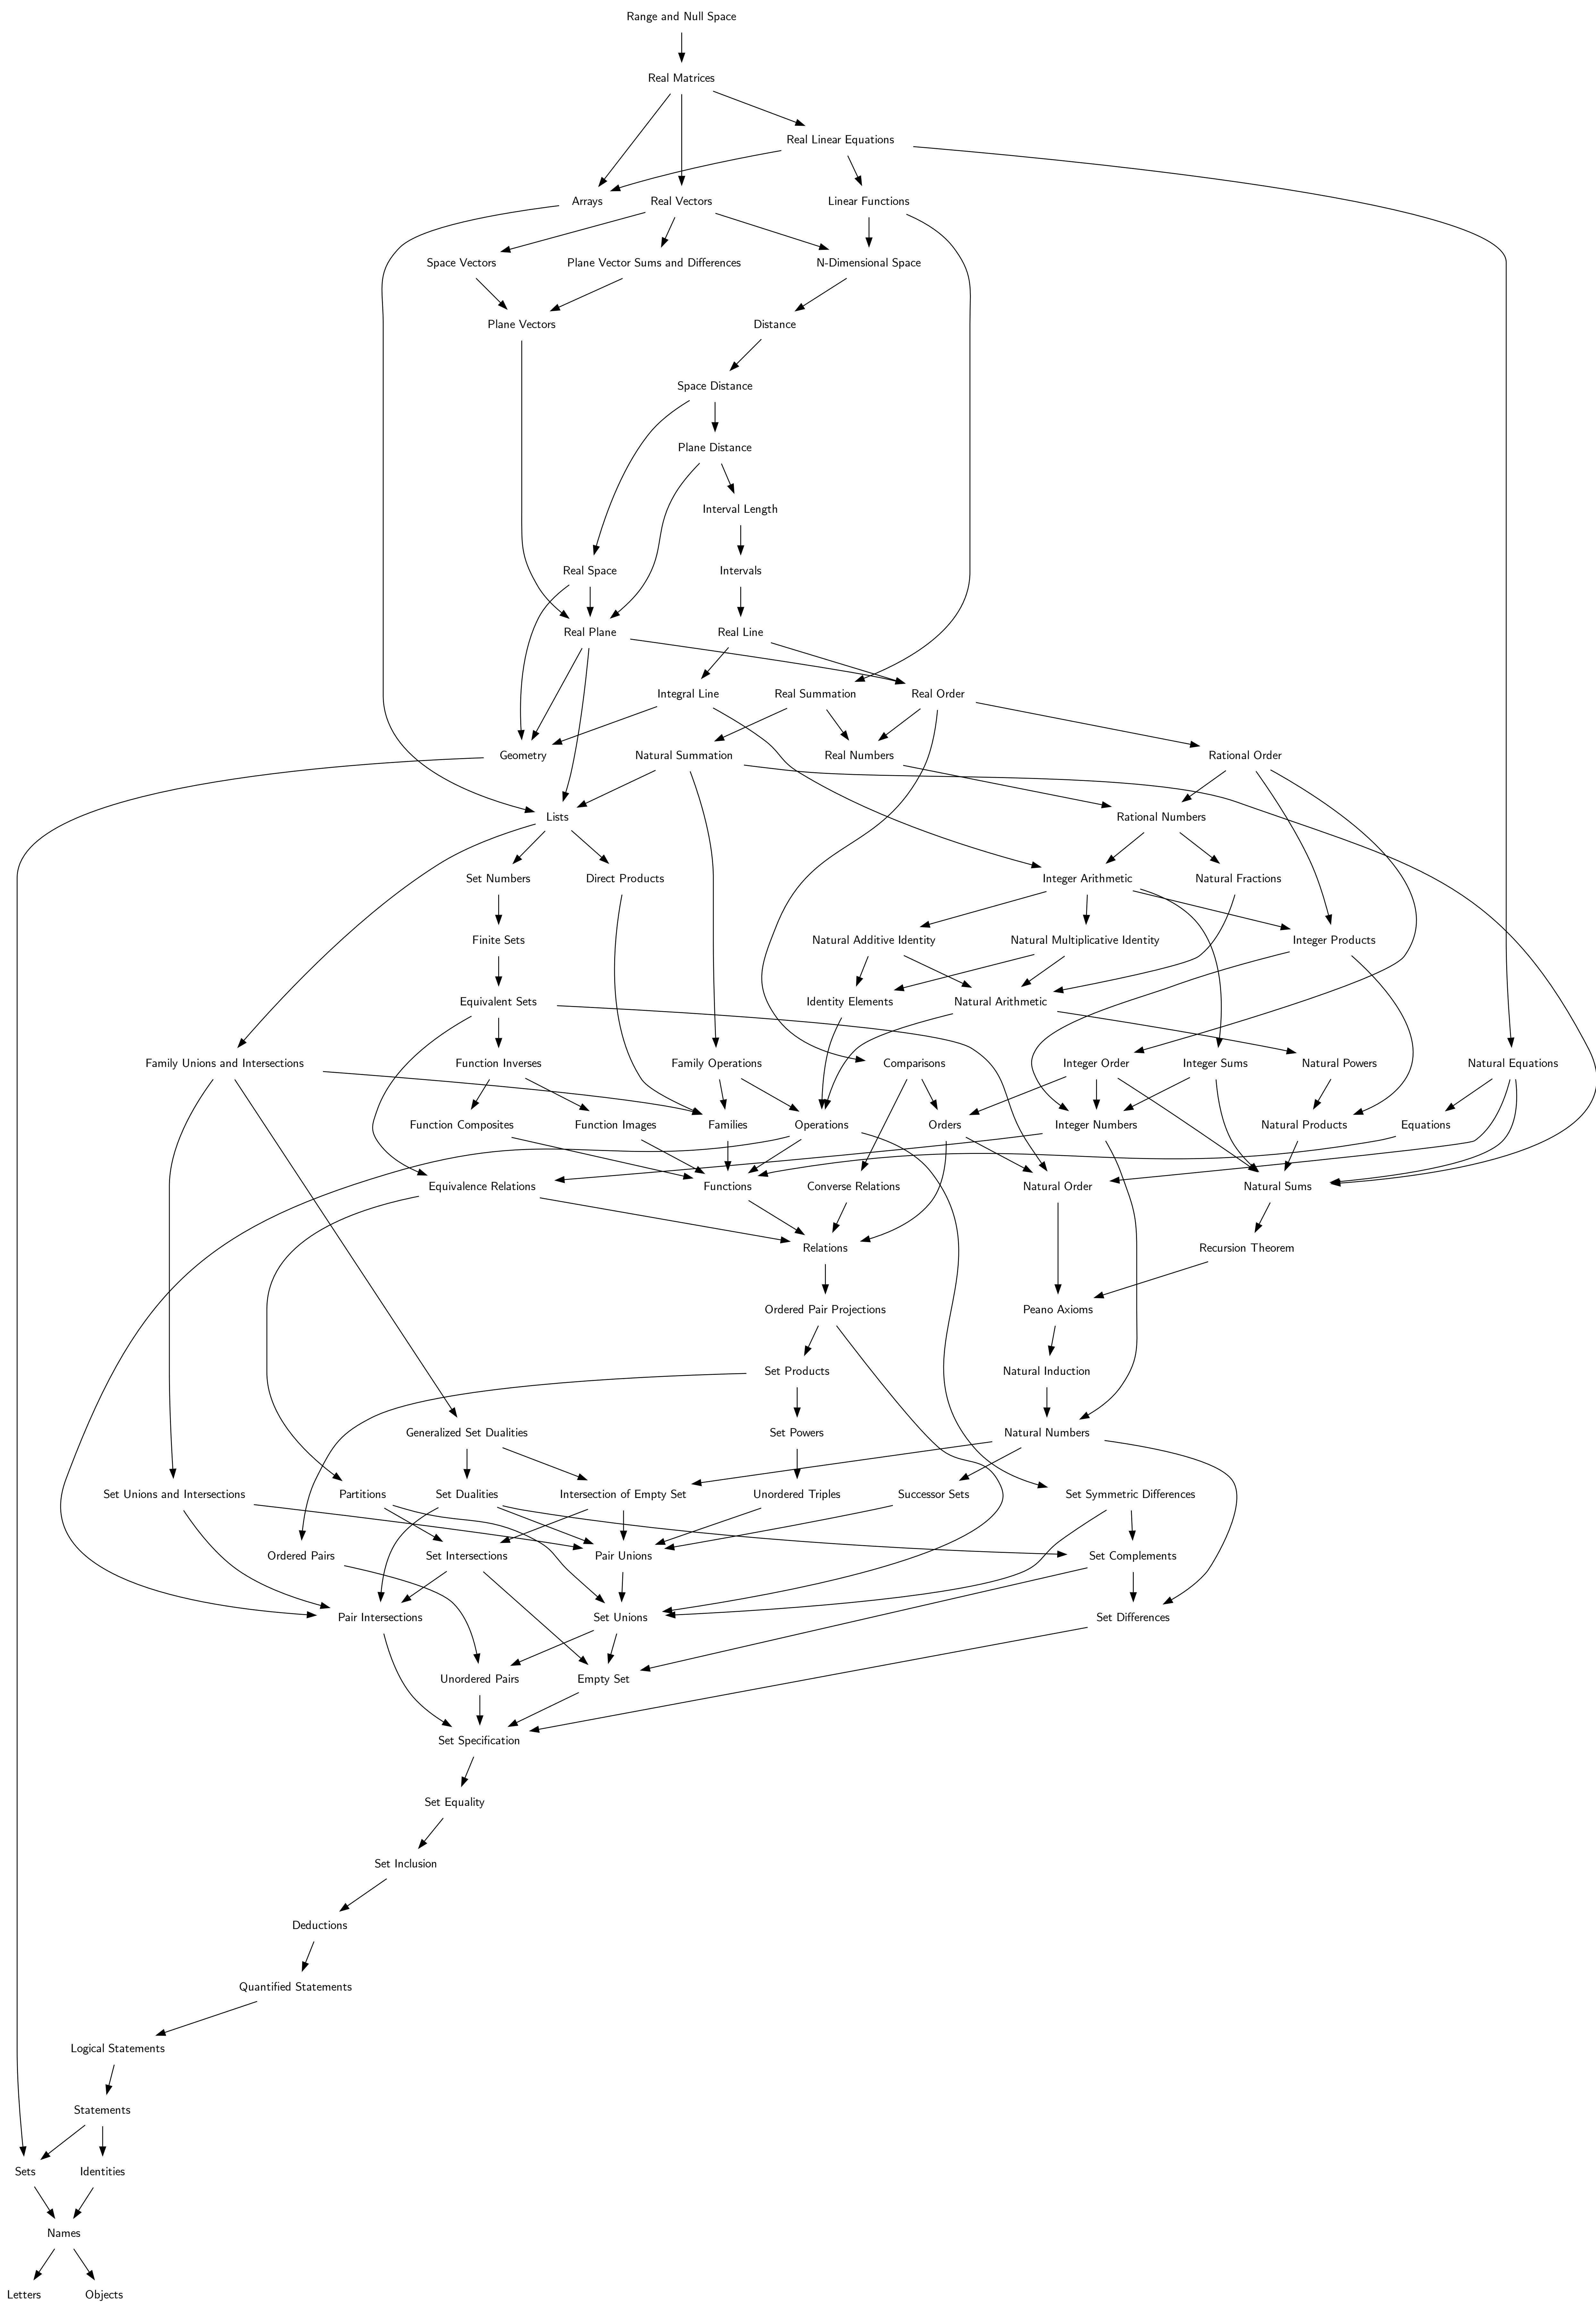 Range and Null Space
Real Matrices
Real Linear Equations
Arrays
Real Vectors
Linear Functions
Space Vectors
Plane Vector Sums and Differences
N-Dimensional Space
Plane Vectors
Distance
Space Distance
Plane Distance
Interval Length
Real Space
Intervals
Real Plane
Real Line
Integral Line
Real Summation
Real Order
Geometry
Natural Summation
Real Numbers
Rational Order
Lists
Rational Numbers
Set Numbers
Direct Products
Integer Arithmetic
Natural Fractions
Finite Sets
Natural Additive Identity
Natural Multiplicative Identity
Integer Products
Equivalent Sets
Identity Elements
Natural Arithmetic
Family Unions and Intersections
Function Inverses
Family Operations
Comparisons
Integer Order
Integer Sums
Natural Powers
Natural Equations
Function Composites
Function Images
Families
Operations
Orders
Integer Numbers
Natural Products
Equations
Equivalence Relations
Functions
Converse Relations
Natural Order
Natural Sums
Relations
Recursion Theorem
Ordered Pair Projections
Peano Axioms
Set Products
Natural Induction
Generalized Set Dualities
Set Powers
Natural Numbers
Set Unions and Intersections
Partitions
Set Dualities
Intersection of Empty Set
Unordered Triples
Successor Sets
Set Symmetric Differences
Ordered Pairs
Set Intersections
Pair Unions
Set Complements
Pair Intersections
Set Unions
Set Differences
Unordered Pairs
Empty Set
Set Specification
Set Equality
Set Inclusion
Deductions
Quantified Statements
Logical Statements
Statements
Sets
Identities
Names
Letters
Objects